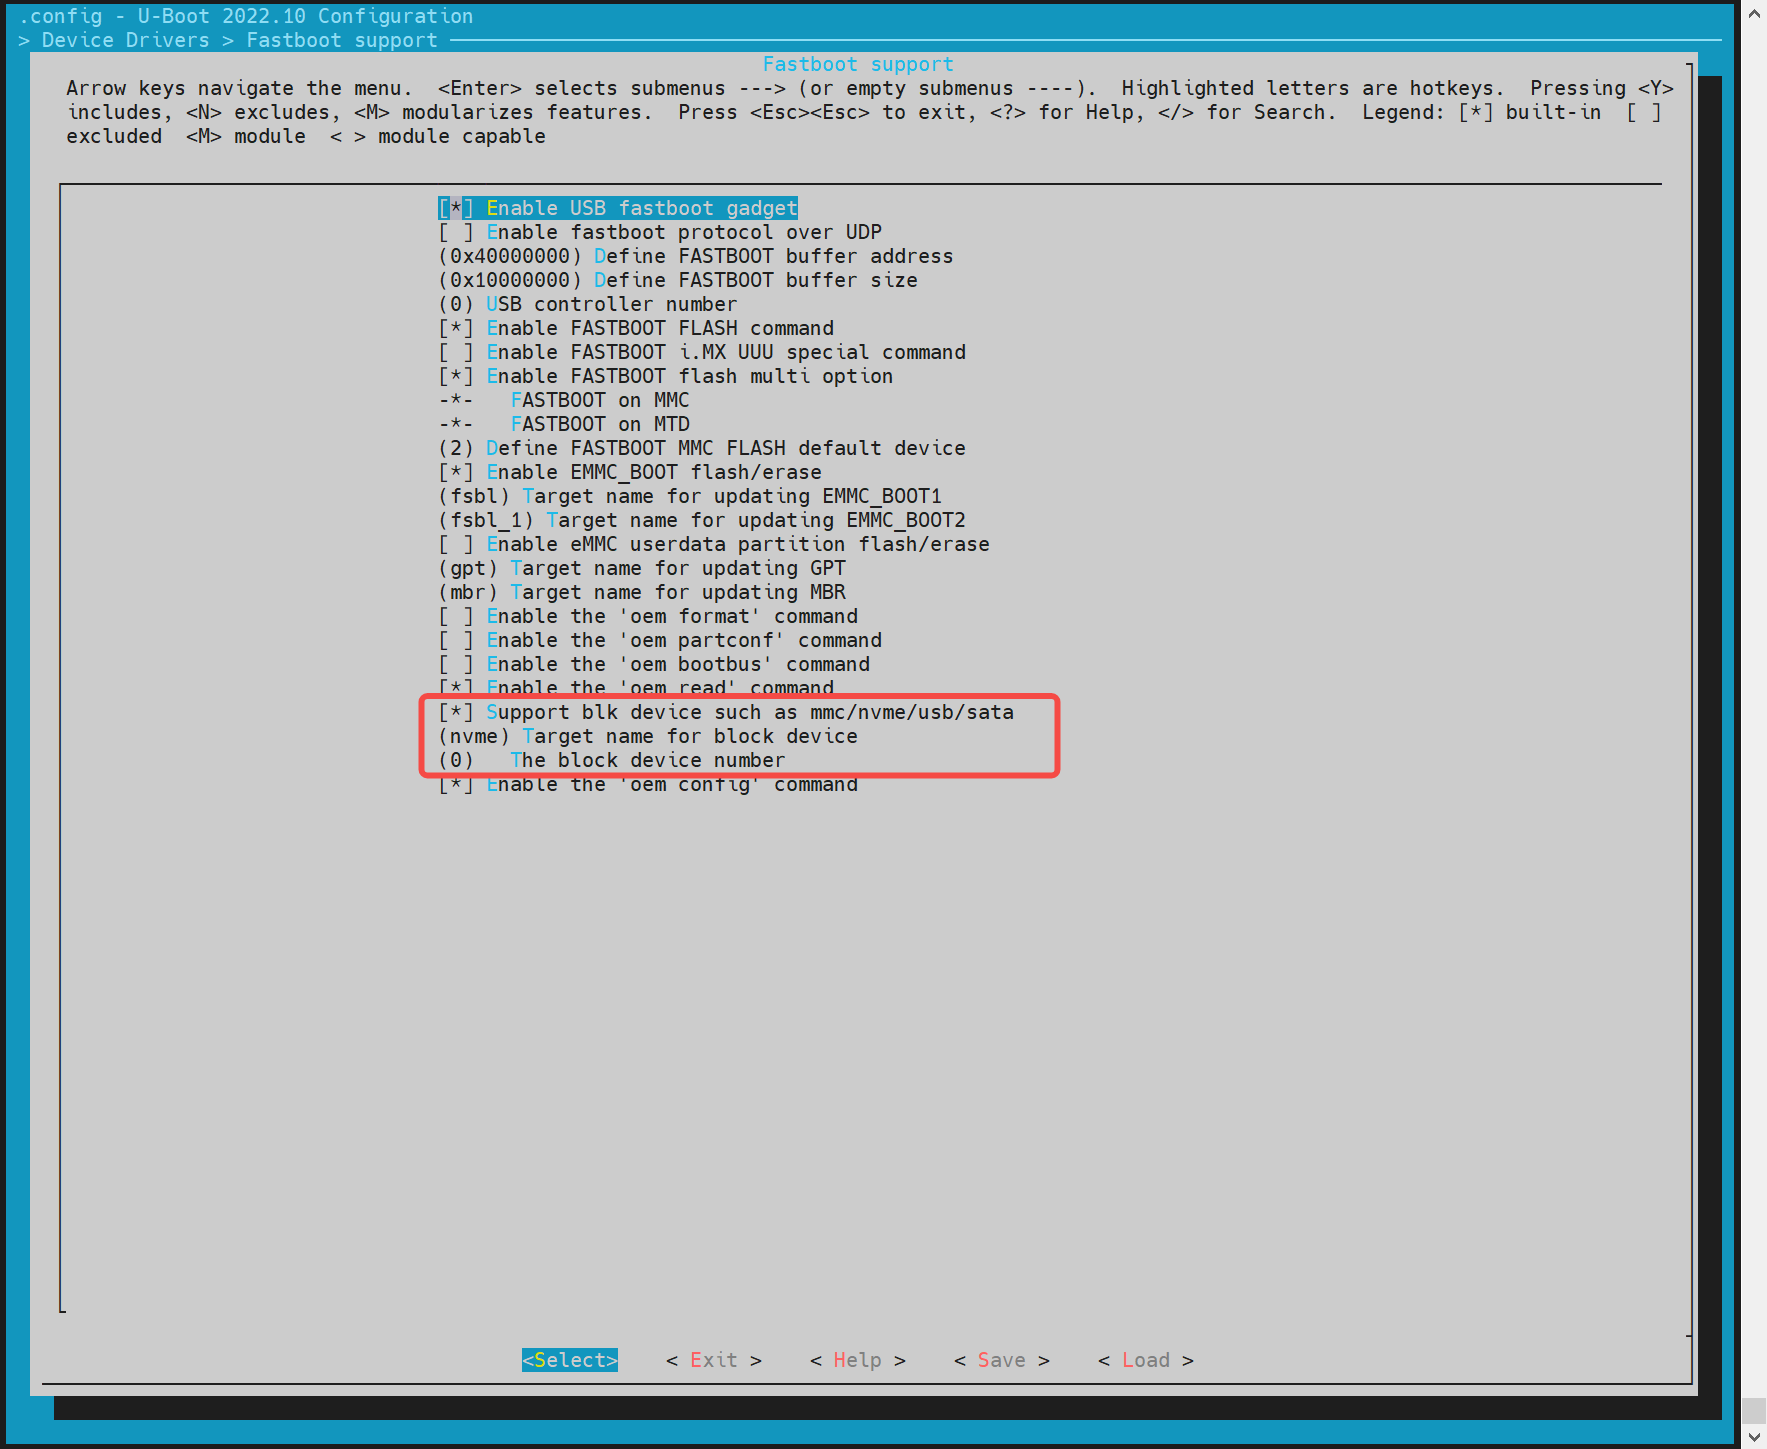 .config - U-Boot 2022.10 Configuration
> Device Drivers > Fastboot support
Fastboot support
Arrow keys navigate the menu.  <Enter> selects submenus ---> (or empty submenus ----).  Highlighted letters are hotkeys.  Pressing <Y>
includes, <N> excludes, <M> modularizes features.  Press <Esc><Esc> to exit, <?> for Help, </> for Search.  Legend: [*] built-in  [ ]
excluded  <M> module  < > module capable
[*] Enable USB fastboot gadget
[ ] Enable fastboot protocol over UDP
(0x40000000) Define FASTBOOT buffer address
(0x10000000) Define FASTBOOT buffer size
(0) USB controller number
[*] Enable FASTBOOT FLASH command
[ ] Enable FASTBOOT i.MX UUU special command
[*] Enable FASTBOOT flash multi option
-*-   FASTBOOT on MMC
-*-   FASTBOOT on MTD
(2) Define FASTBOOT MMC FLASH default device
[*] Enable EMMC_BOOT flash/erase
(fsbl) Target name for updating EMMC_BOOT1
(fsbl_1) Target name for updating EMMC_BOOT2
[ ] Enable eMMC userdata partition flash/erase
(gpt) Target name for updating GPT
(mbr) Target name for updating MBR
[ ] Enable the 'oem format' command
[ ] Enable the 'oem partconf' command
[ ] Enable the 'oem bootbus' command
[*] Enable the 'oem read' command
[*] Support blk device such as mmc/nvme/usb/sata
(nvme) Target name for block device
(0)   The block device number
[*] Enable the 'oem config' command
<Select>    < Exit >    < Help >    < Save >    < Load >